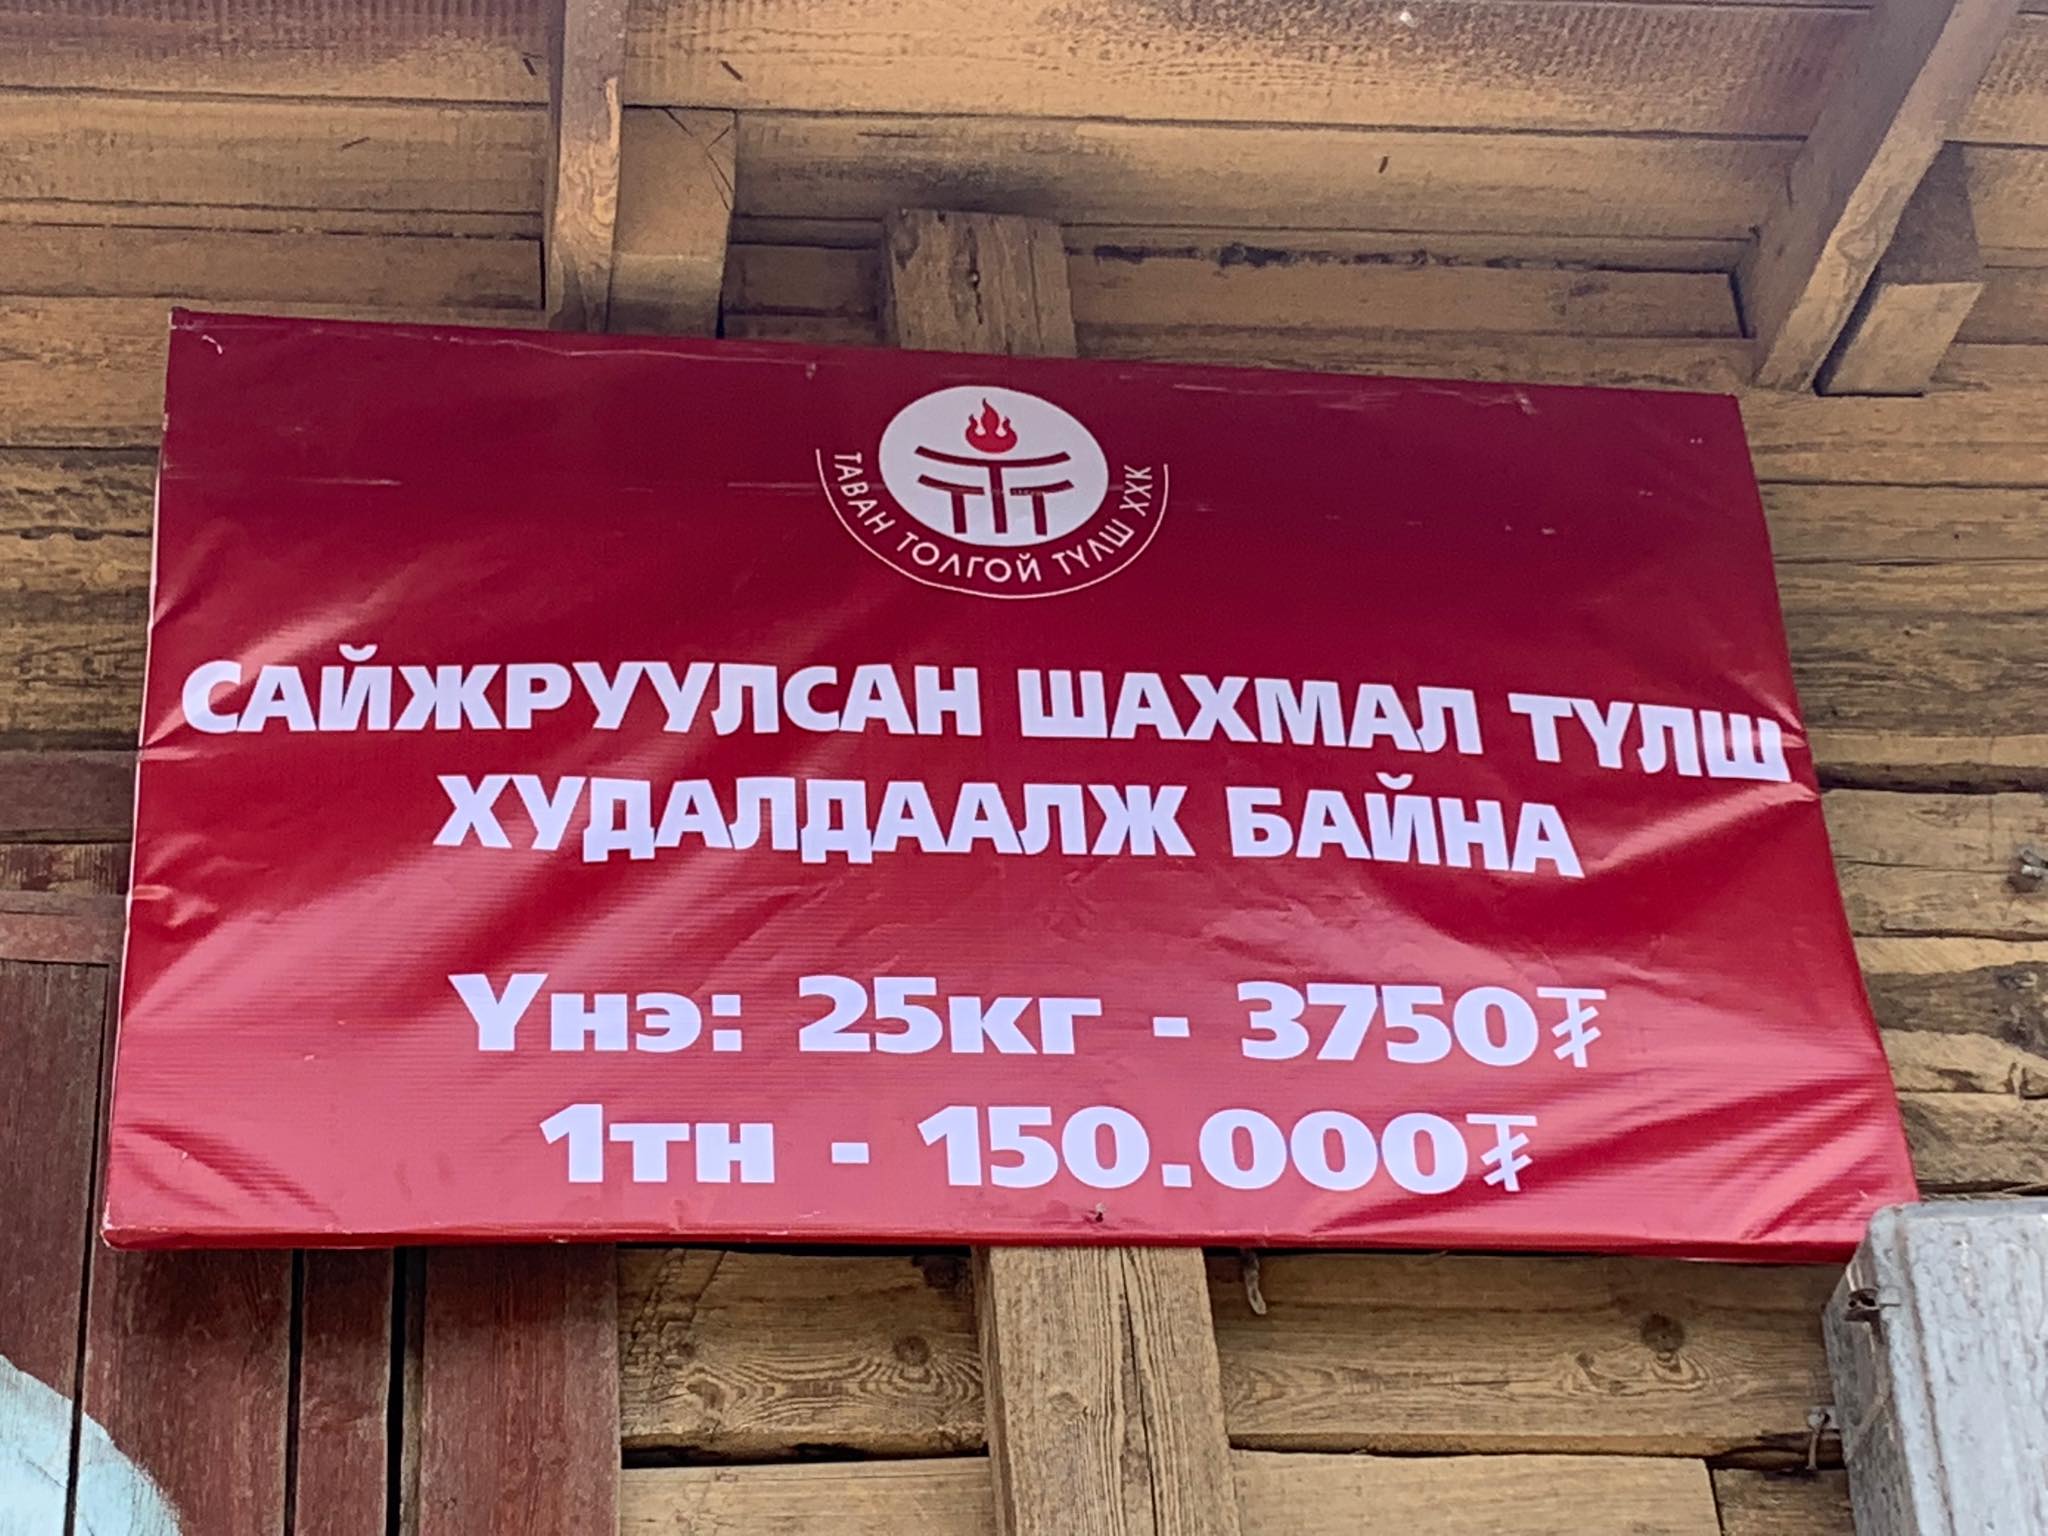 ТАВАН ТОЛГОЙ ТҮЛШ ХХК
САЙЖРУУЛСАН ШАХМАЛ ТҮЛШ
ХУДАЛДААЛЖ БАЙНА
Үнэ: 25кг - 3750₮
1тн - 150.000₮